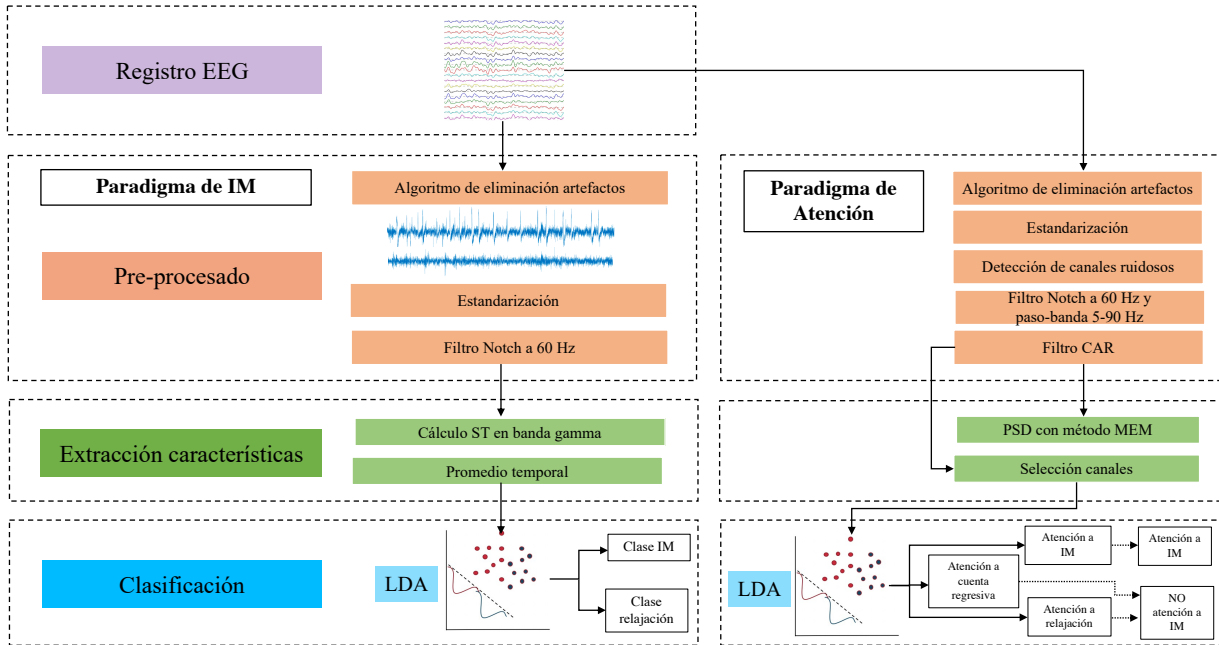 Registro EEG
Paradigma de IM
Pre-procesado
Algoritmo de eliminación artefactos
Estandarización
Filtro Notch a 60 Hz
Paradigma de
Atención
Algoritmo de eliminación artefactos
Estandarización
Detección de canales ruidosos
Filtro Notch a 60 Hz y
paso-banda 5-90 Hz
Filtro CAR
Extracción características
Cálculo ST en banda gamma
Promedio temporal
PSD con método MEM
Selección canales
Clasificación
LDA
Clase IM
Clase
relajación
LDA
Atención a
cuenta
regresiva
Atención a
IM
Atención a
relajación
Atención a
IM
NO
atención a
IM